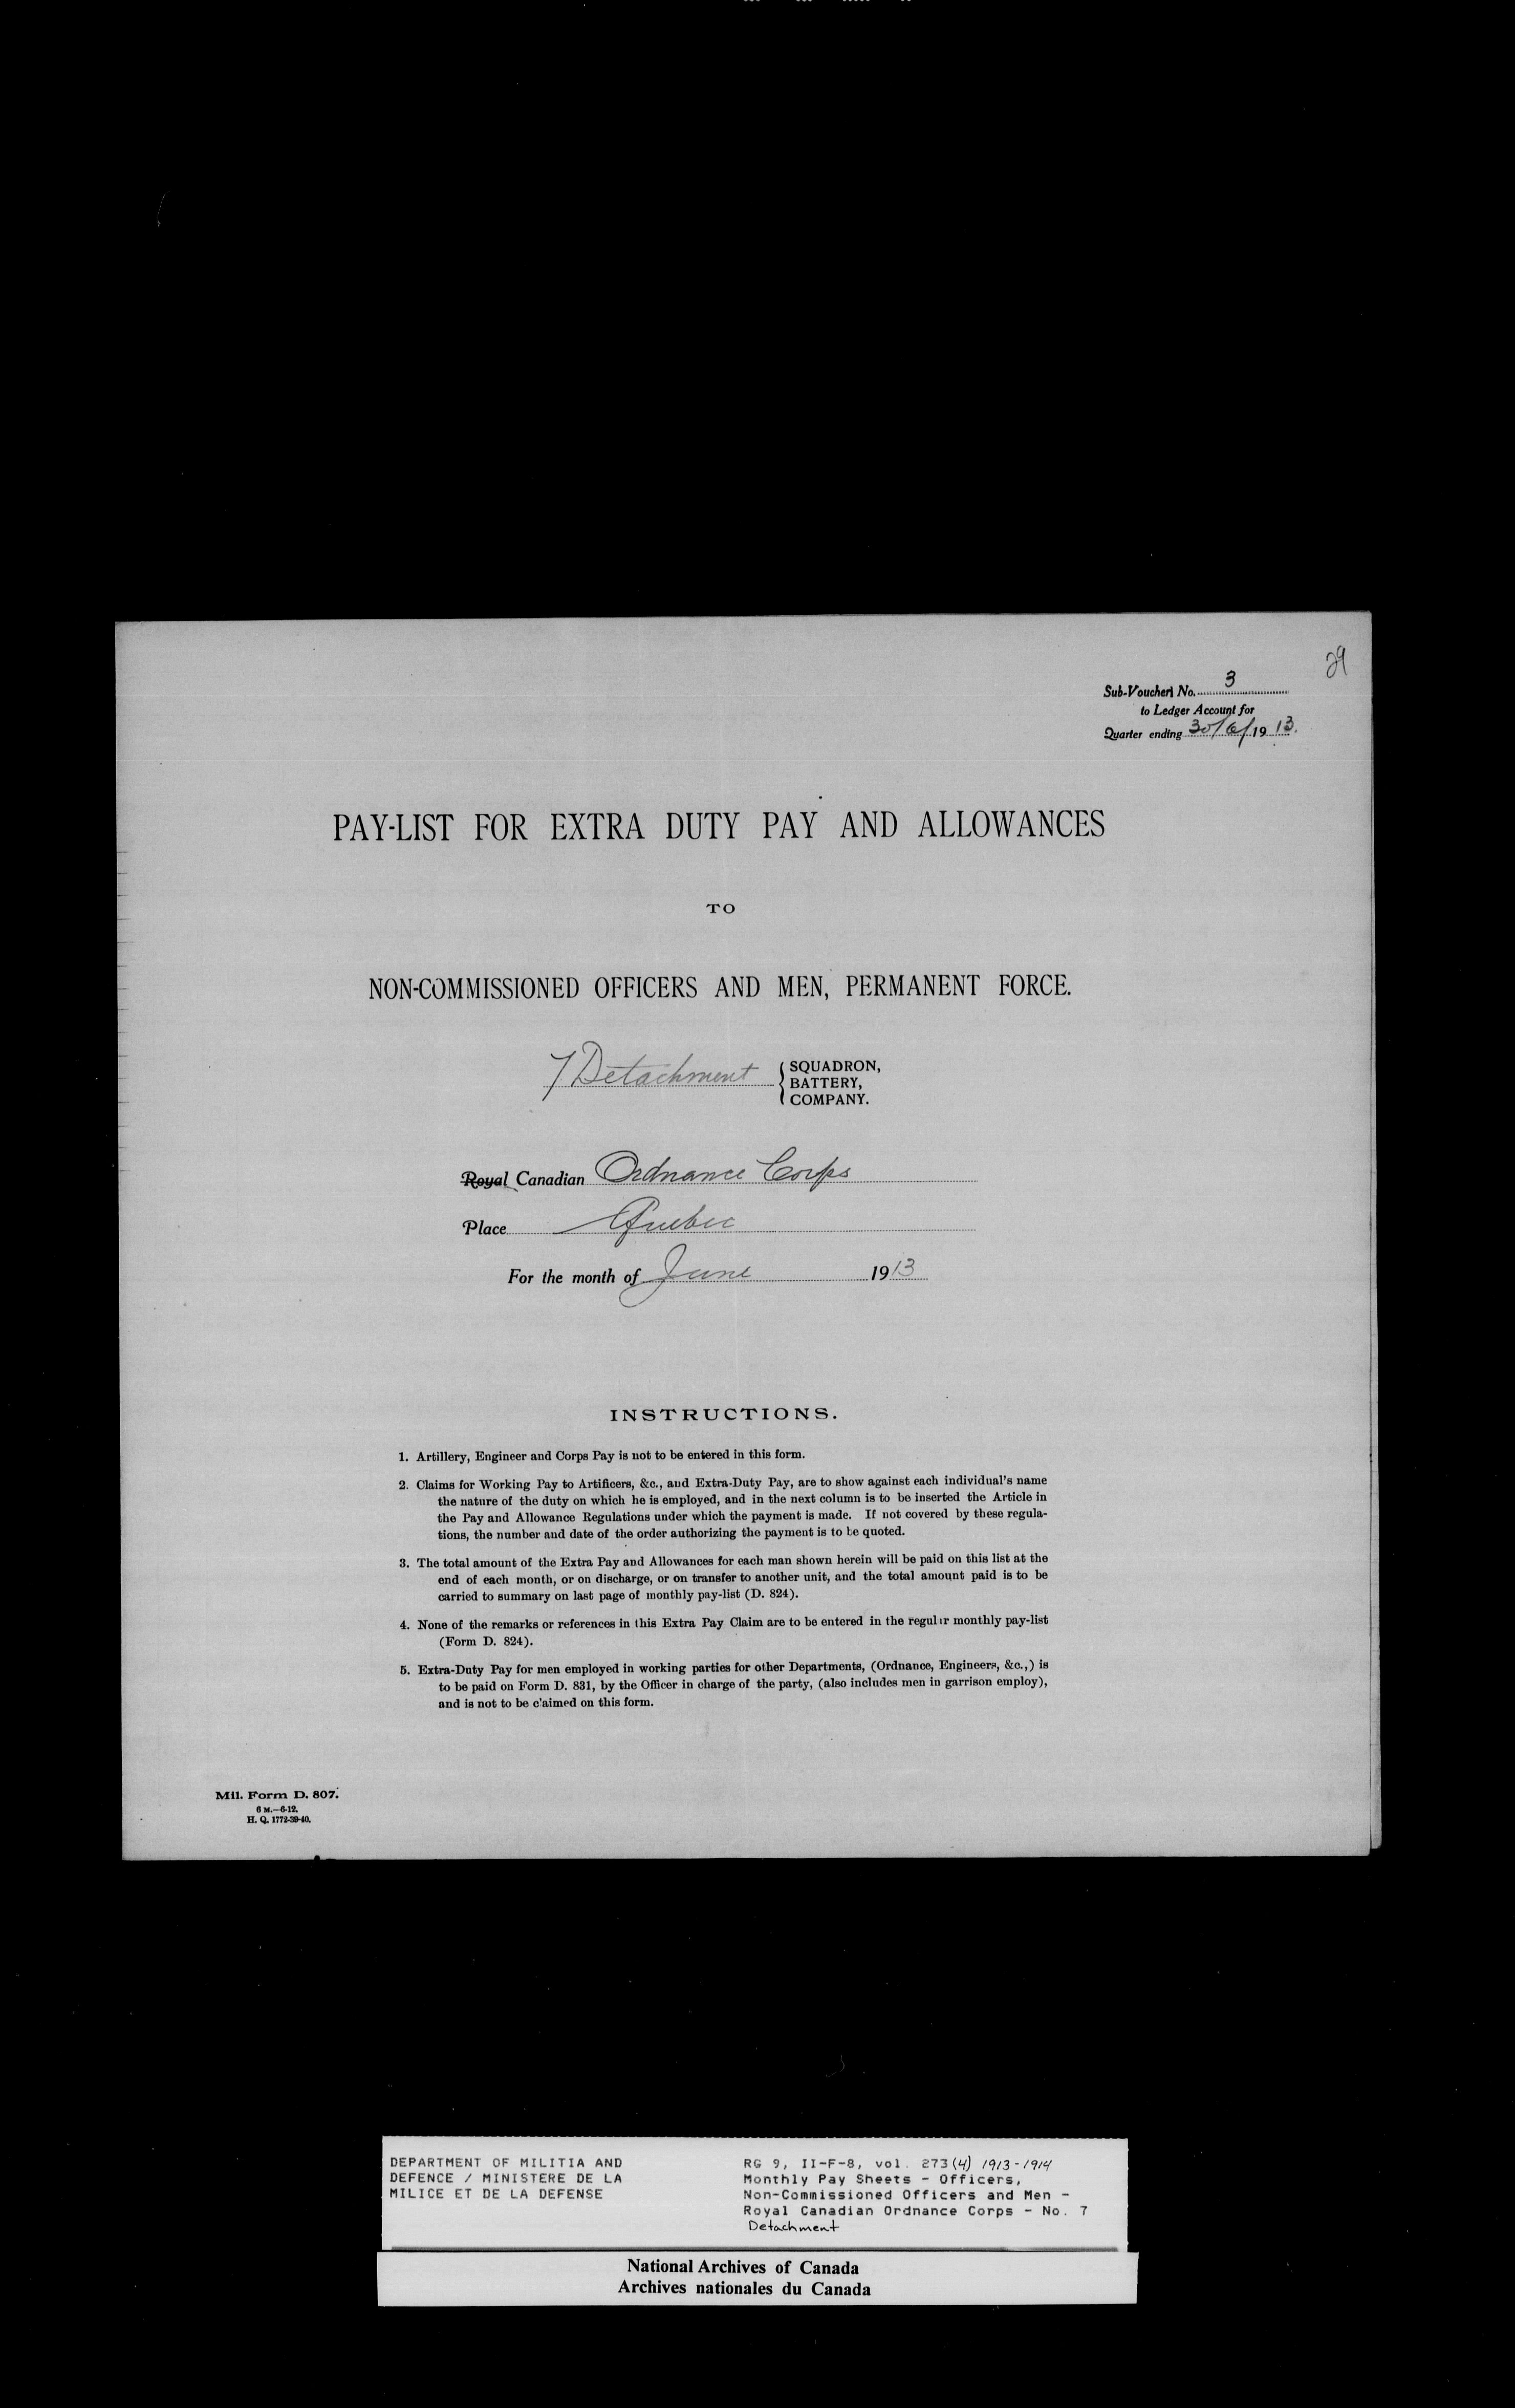 29
Sub-Voucher No. 3
to Ledger Account for
Quarter ending 30/6/1913.
PAY-LIST FOR EXTRA DUTY PAY AND ALLOWANCES
TO
NON-COMMISSIONED OFFICERS AND MEN, PERMANENT FORCE.
7 Detachment { SQUADRON,
BATTERY,
COMPANY.
Royal Canadian Ordnance Corps
Place Quebec
For the month of June 1913
INSTRUCTIONS.
1. Artillery, Engineer and Corps Pay is not to be entered in this form.
2. Claims for Working Pay to Artificers, &c., and Extra-Duty Pay, are to show against each individual's name
the nature of the duty on which he is employed, and in the next column is to be inserted the Article in
the Pay and Allowance Regulations under which the payment is made. If not covered by these regula-
tions, the number and date of the order authorizing the payment is to be quoted.
3. The total amount of the Extra Pay and Allowances for each man shown herein will be paid on this list at the
end of each month, or on discharge, or on transfer to another unit, and the total amount paid is to be
carried to summary on last page of monthly pay-list (D. 824).
4. None of the remarks or references in this Extra Pay Claim are to be entered in the regular monthly pay-list
(Form D. 824).
5. Extra-Duty Pay for men employed in working parties for other Departments, (Ordnance, Engineers, &c.,) is
to be paid on Form D. 831, by the Officer in charge of the party, (also includes men in garrison employ),
and is not to be c'aimed on this form.
Mil. Form D. 807.
6 M.—6-12.
H. Q. 1772-39-40.
DEPARTMENT OF MILITIA AND
DEFENCE / MINISTERE DE LA
MILICE ET DE LA DEFENSE
RG 9, II-F-8, vol. 273(4) 1913-1914
Monthly Pay Sheets - Officers,
Non-Commissioned Officers and Men -
Royal Canadian Ordnance Corps - No. 7
Detachment
National Archives of Canada
Archives nationales du Canada